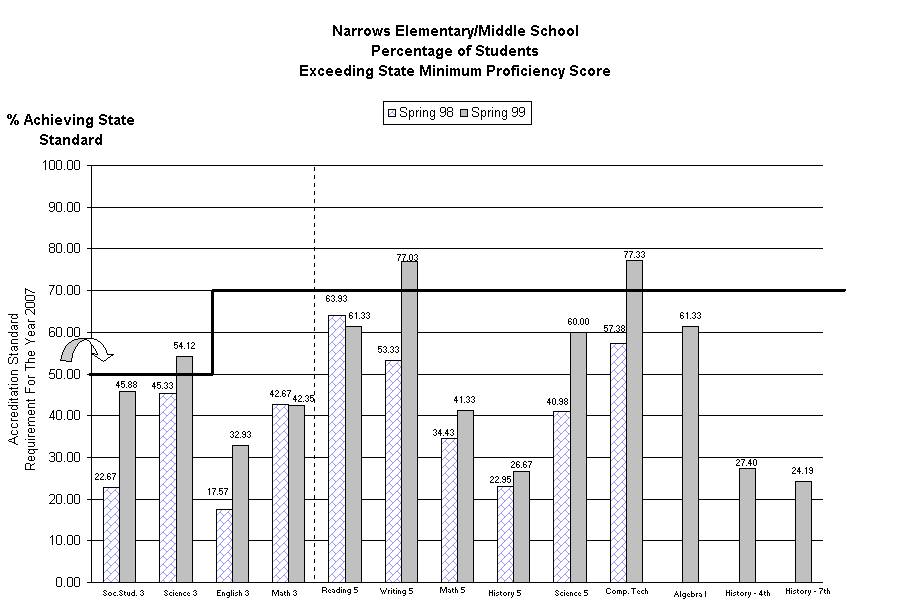 Narrows Elementary/Middle School
Percentage of Students
Exceeding State Minimum Proficiency Score
Spring 98 Spring 99
% Achieving State
Standard
100.00
90.00
80.00
70.00
60.00
50.00
40.00
30.00
20.00
10.00
0.00
Accreditation Standard
Requirement For The Year 2007
22.67
45.88
45.33
54.12
17.57
32.93
42.67
42.35
63.93
61.33
53.33
77.03
34.43
41.33
22.95
26.67
40.98
60.00
57.38
77.33
61.33
27.40
24.19
Soc.Stud. 3
Science 3
English 3
Math 3
Reading 5
Writing 5
Math 5
History 5
Science 5
Comp. Tech
Algebra I
History - 4th
History - 7th